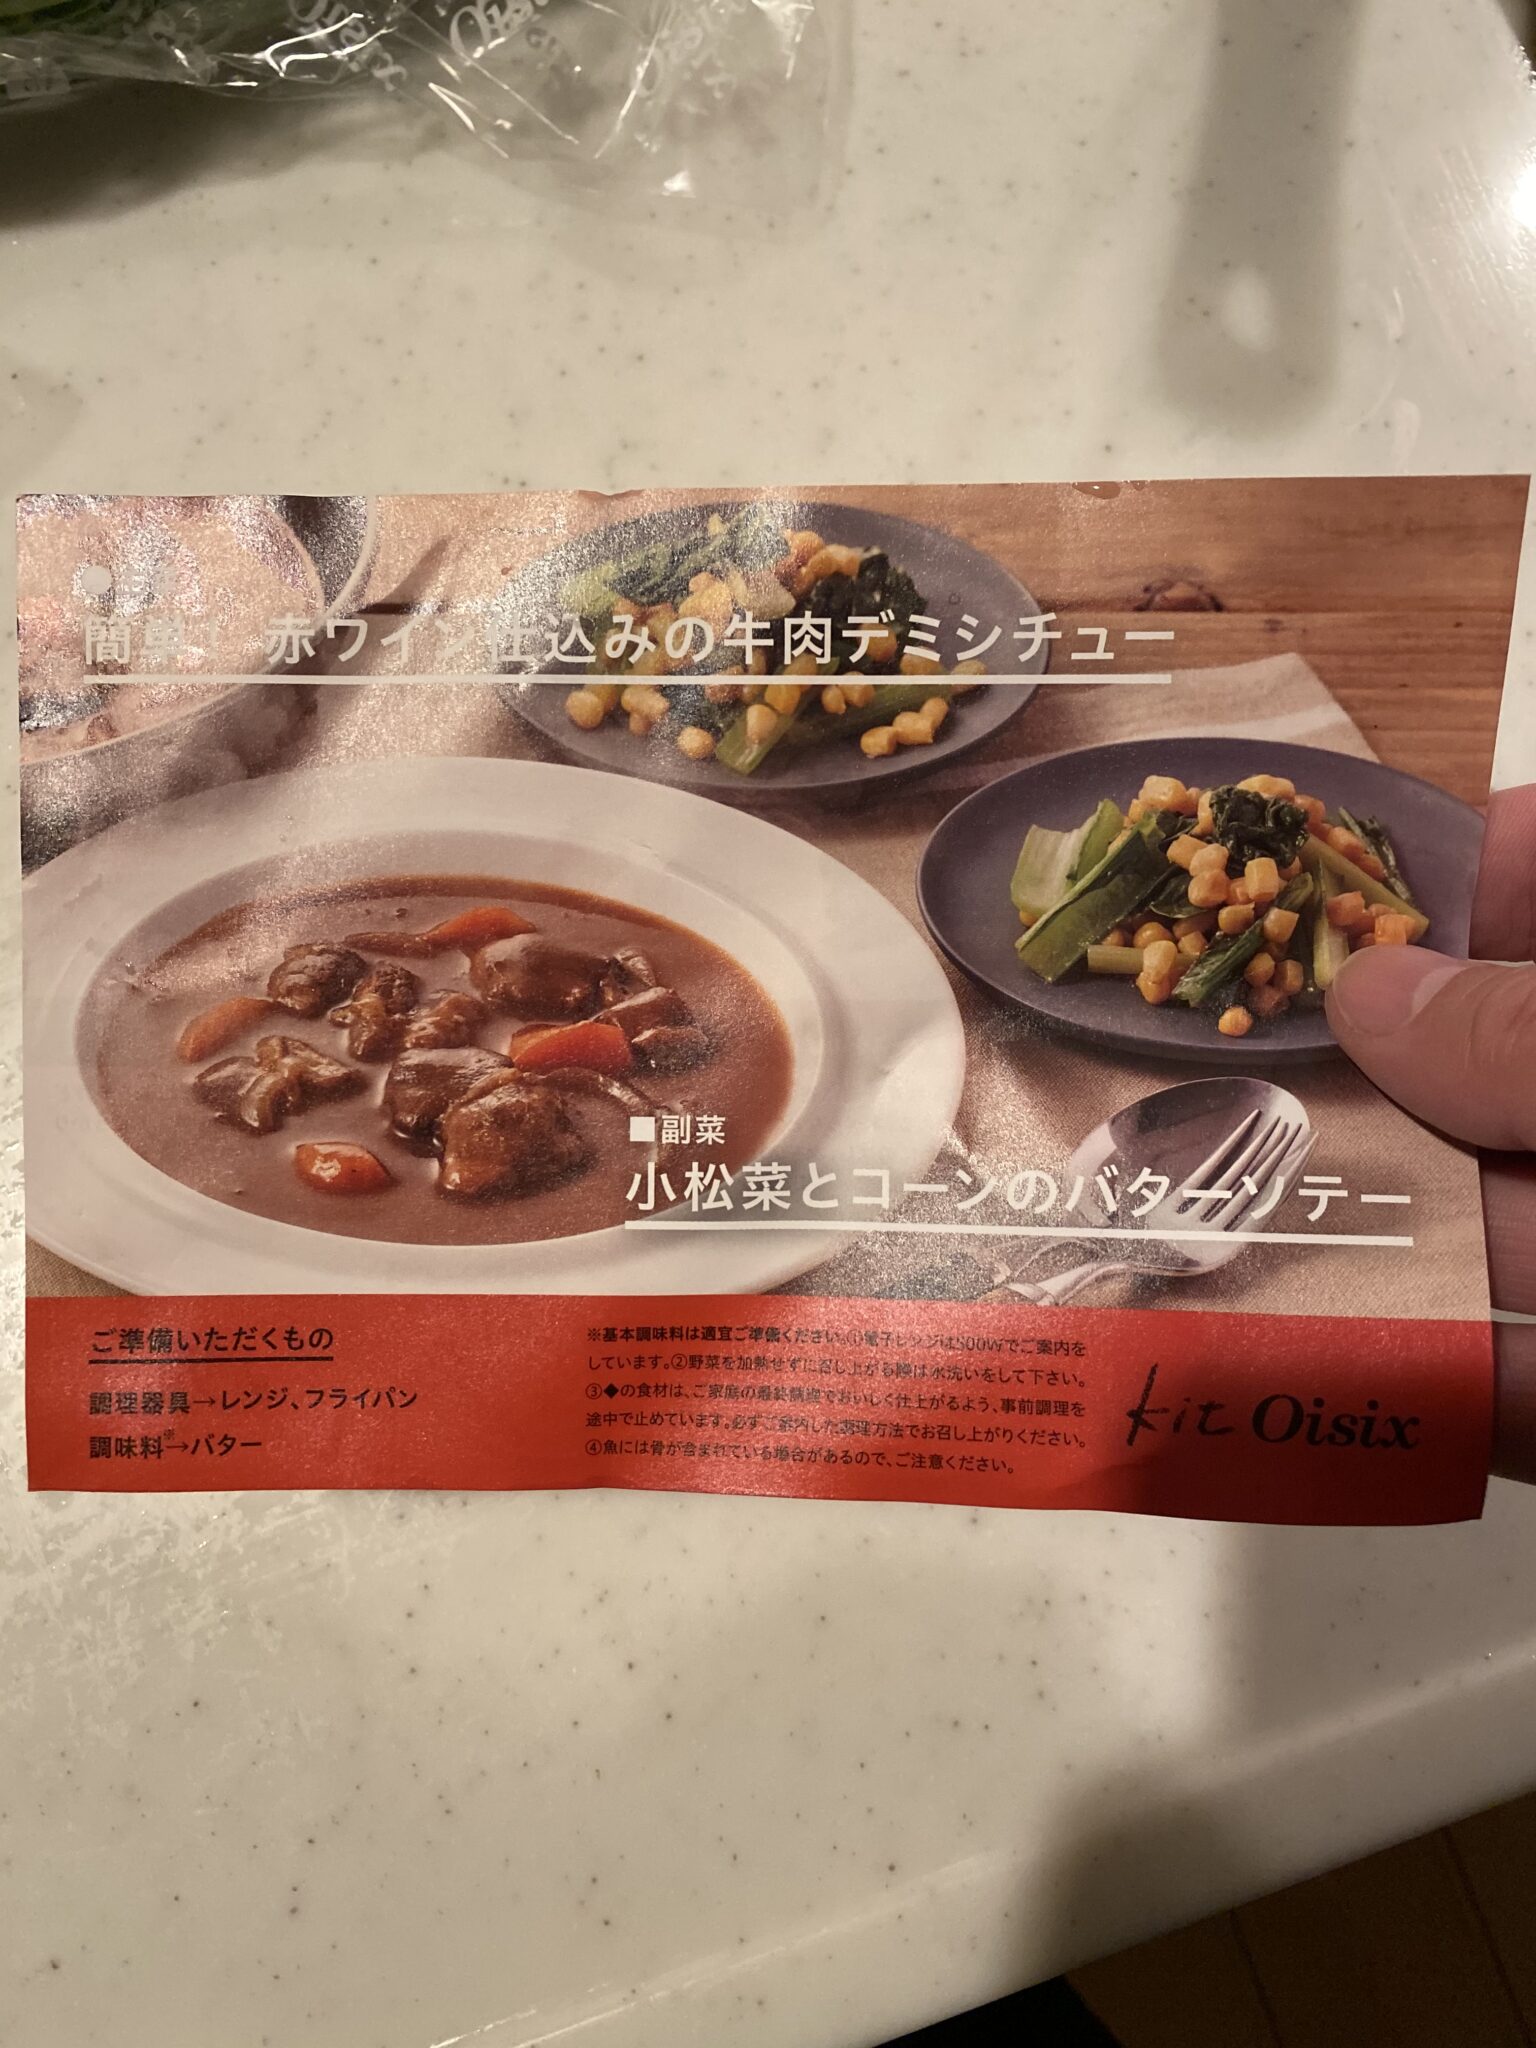 Oisix
簡単! 赤ワイン仕込みの牛肉デミシチュー
■副菜
小松菜とコーンのバターソテー
ご準備いただくもの
調理器具→レンジ、フライパン
調味料※→バター
※基本調味料は適宜ご準備ください。①電子レンジは500Wでご案内を
しています。②野菜を加熱せずに召し上がる際は水洗いをして下さい。
③◆の食材は、ご家庭の最終調理でおいしく仕上がるよう、事前調理を
途中で止めています。必ずご案内した調理方法でお召し上がりください。
④魚には骨が含まれている場合があるので、ご注意ください。
kit Oisix